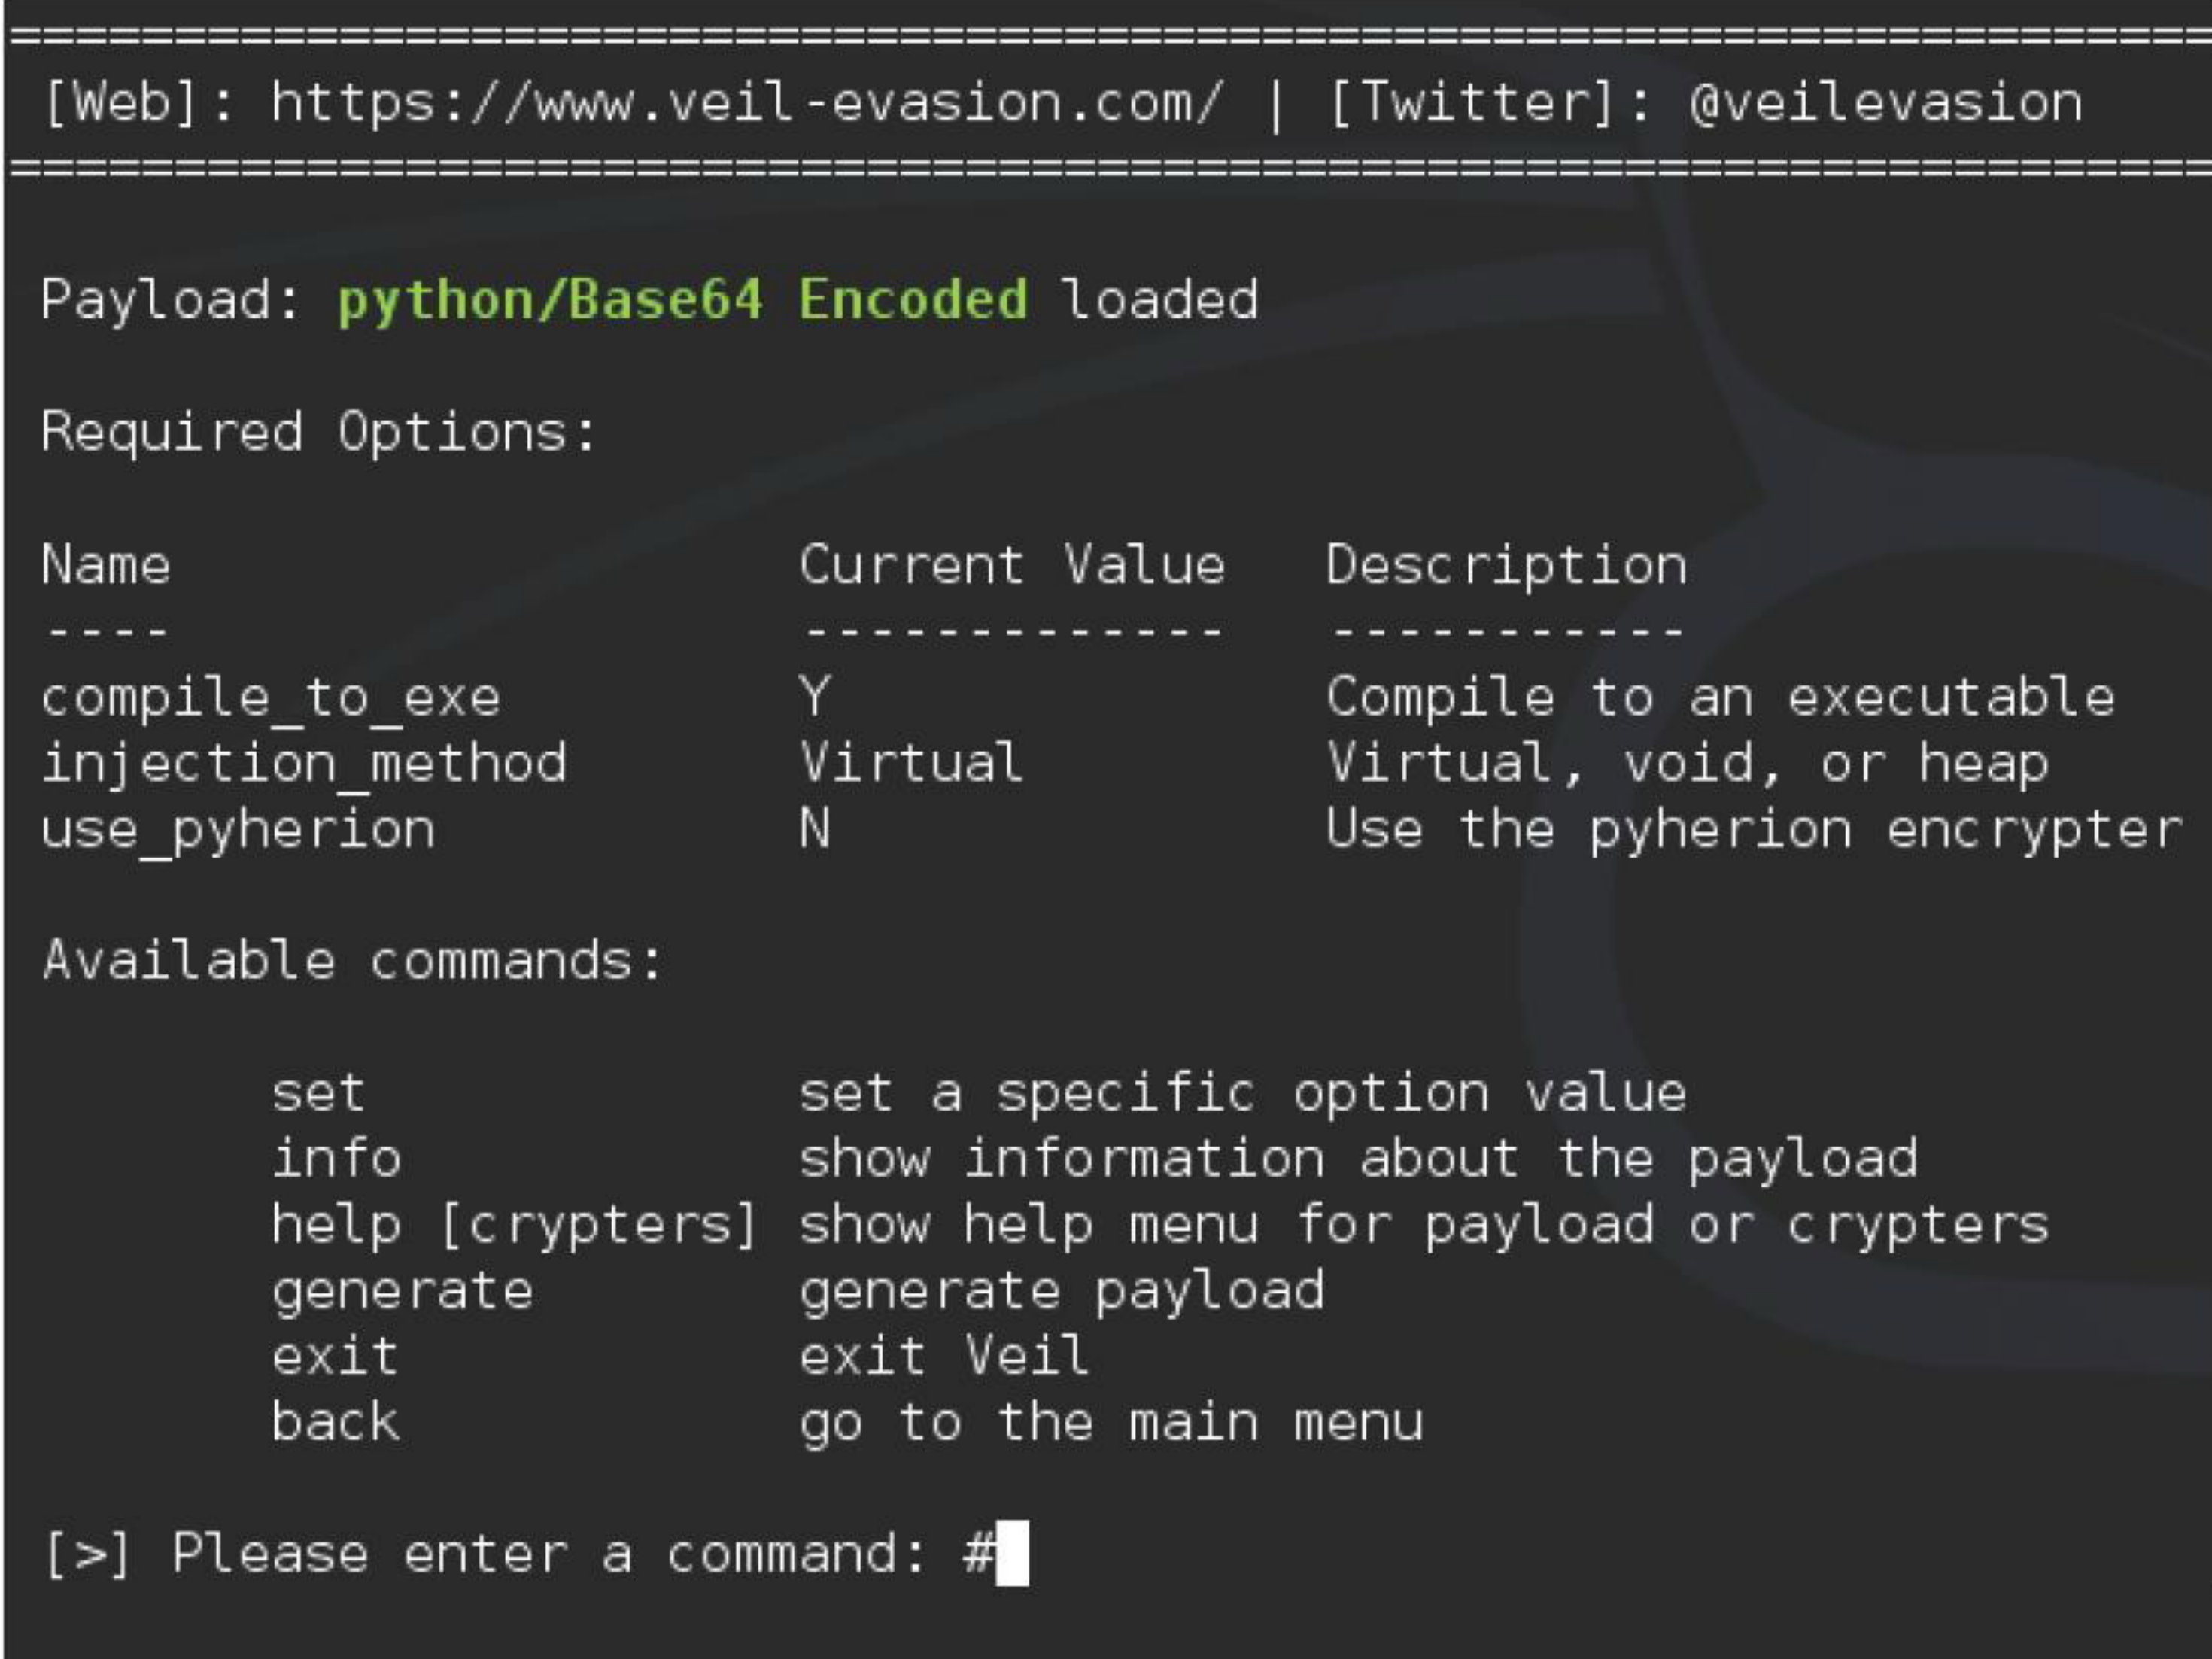 ===================================================================
[Web]: https://www.veil-evasion.com/ | [Twitter]: @veilevasion
===================================================================
Payload: python/Base64 Encoded loaded
Required Options:
Name Current Value Description
---- ------------- -----------
compile_to_exe Y Compile to an executable
injection_method Virtual Virtual, void, or heap
use_pyherion N Use the pyherion encrypter
Available commands:
set set a specific option value
info show information about the payload
help [crypters] show help menu for payload or crypters
generate generate payload
exit exit Veil
back go to the main menu
[>] Please enter a command: #